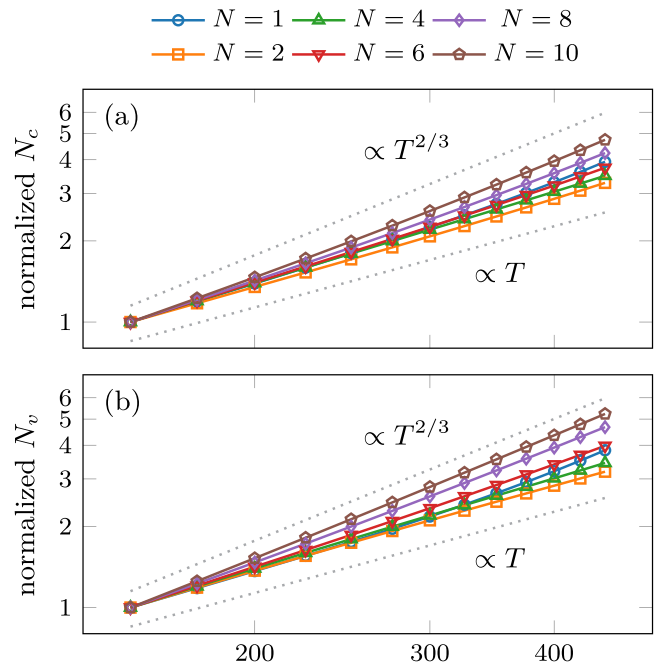 N = 1 N = 4 N = 8
N = 2 N = 6 N = 10
(a)
normalized N_c
6
5
4
3
2
1
∝ T^{2/3}
∝ T
(b)
normalized N_v
6
5
4
3
2
1
∝ T^{2/3}
∝ T
200 300 400